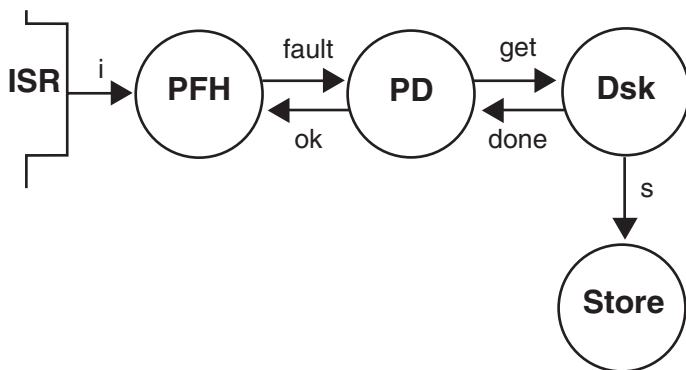 ISR
i
PFH
fault
ok
PD
get
done
Dsk
s
Store